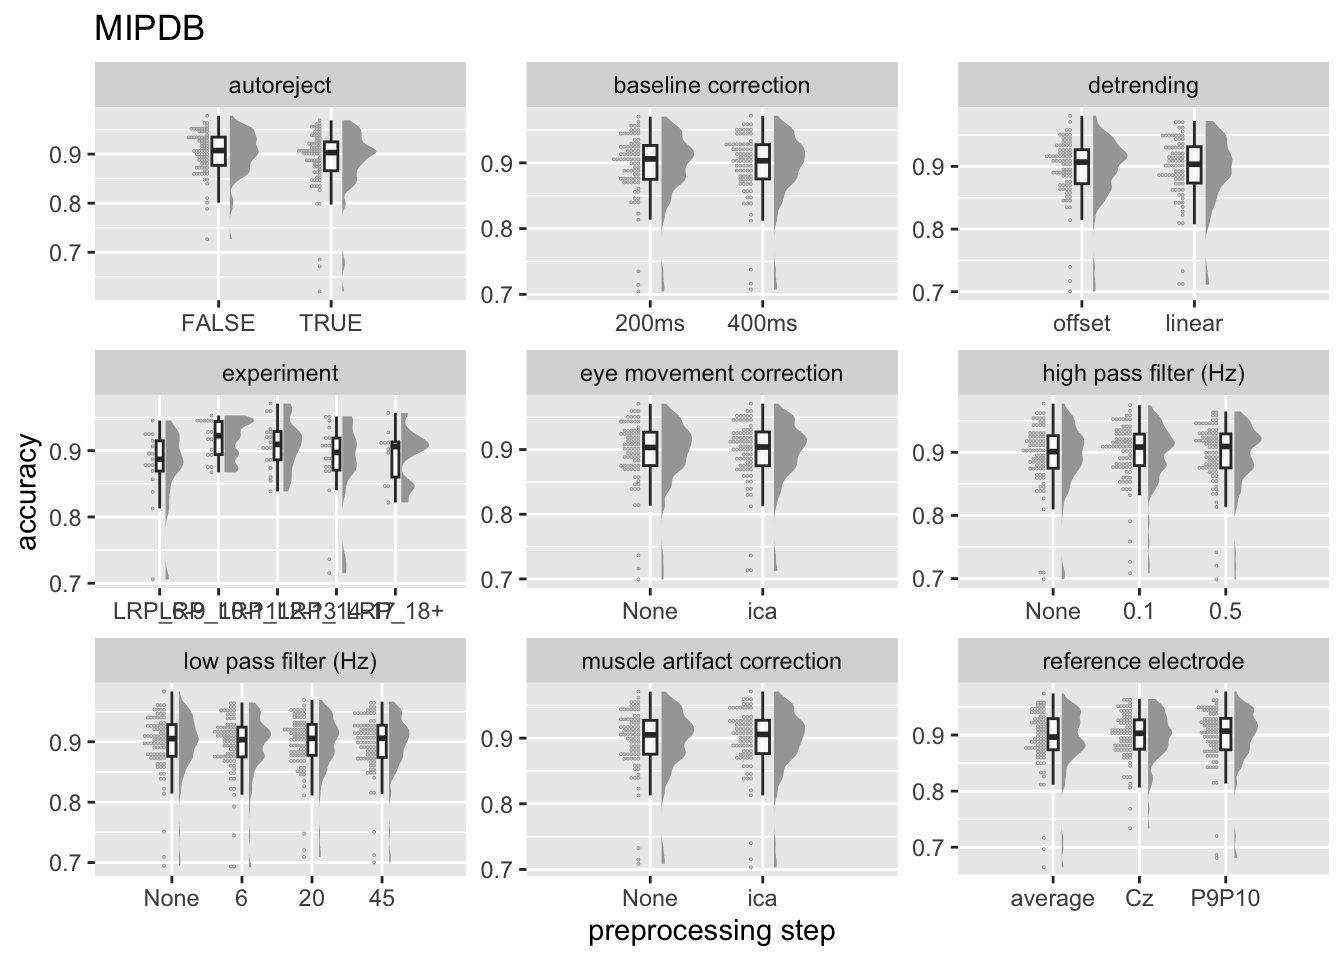 MIPDB
autoreject
baseline correction
detrending
0.9
0.8
0.7
FALSE TRUE
0.9
0.8
0.7
200ms 400ms
0.9
0.8
0.7
offset linear
experiment
eye movement correction
high pass filter (Hz)
accuracy
0.9
0.8
0.7
0.9
0.8
0.7
None ica
0.9
0.8
0.7
None 0.1 0.5
low pass filter (Hz)
muscle artifact correction
reference electrode
0.9
0.8
0.7
None 6 20 45
0.9
0.8
0.7
None ica
0.9
0.8
0.7
average Cz P9P10
preprocessing step